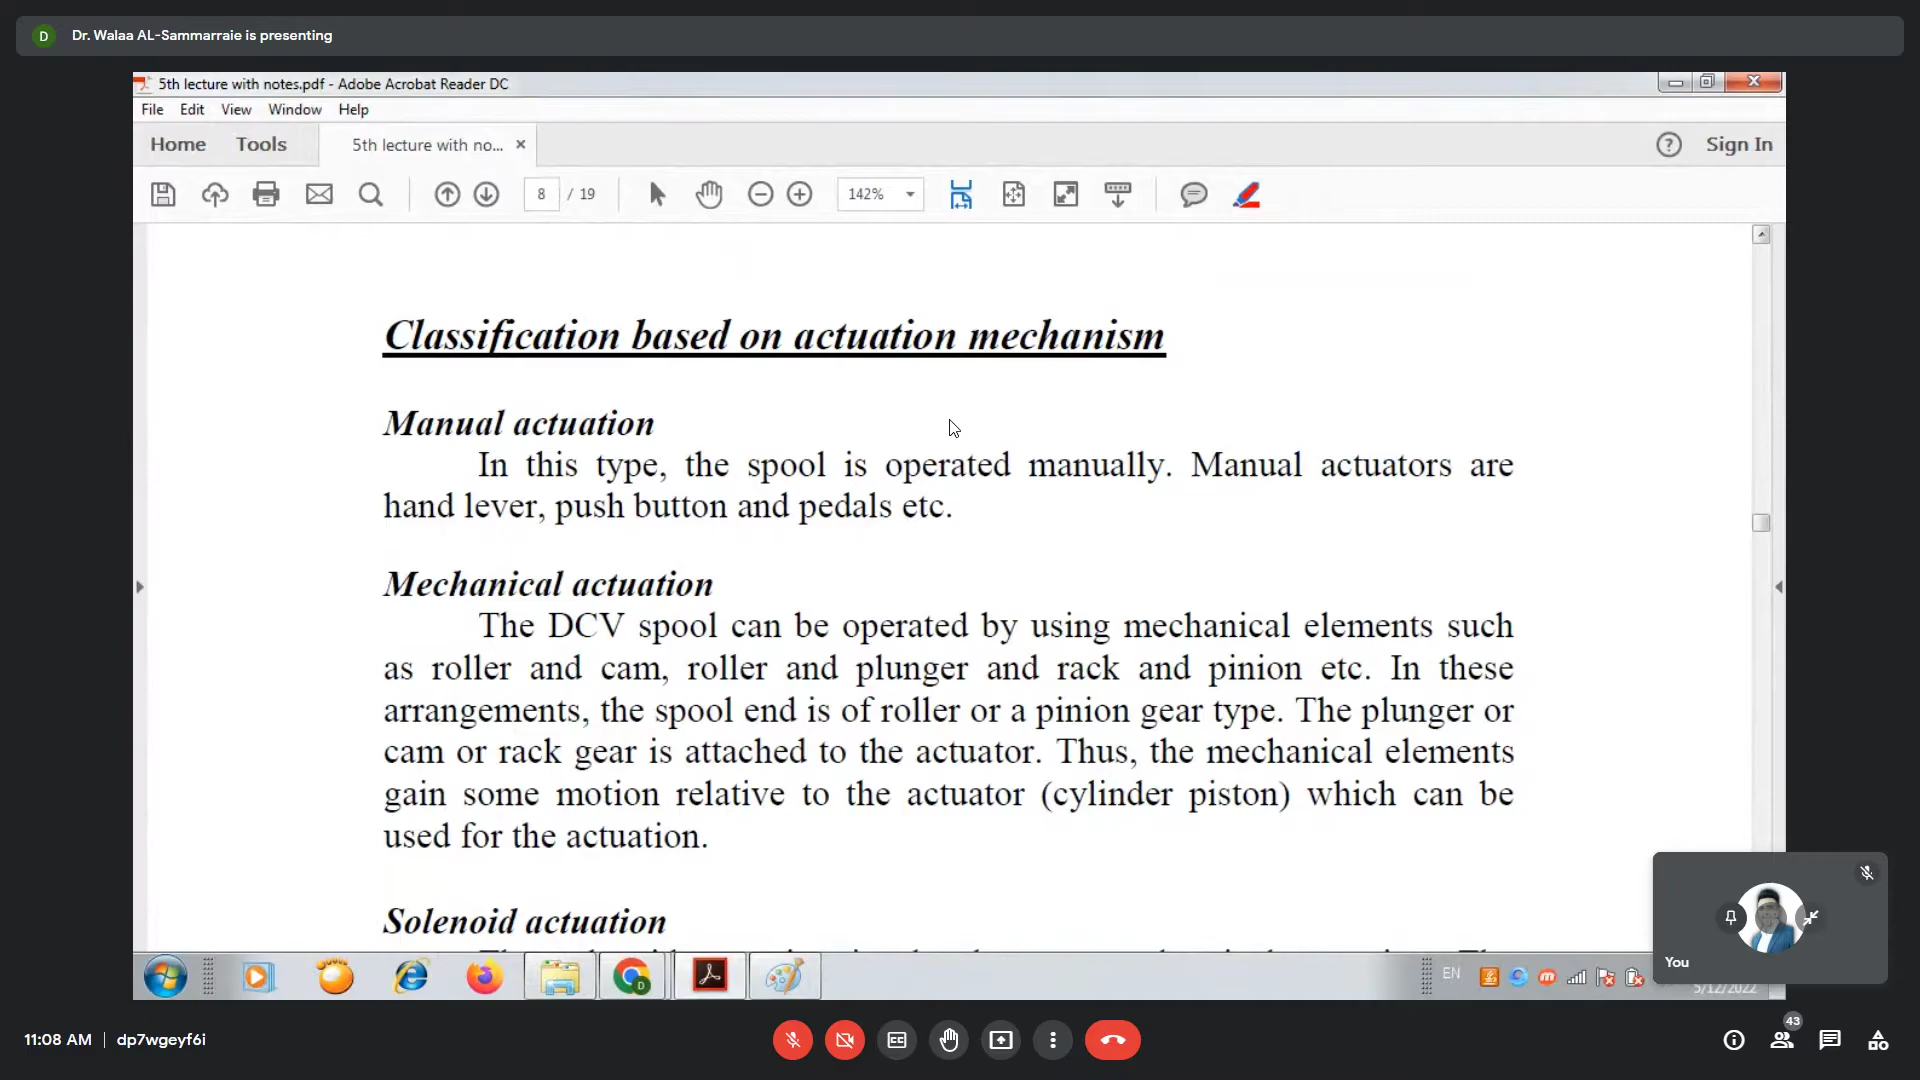 D Dr. Walaa AL-Sammarraie is presenting
5th lecture with notes.pdf - Adobe Acrobat Reader DC
File Edit View Window Help
Home Tools 5th lecture with no... × ? Sign In
8 / 19 142%
Classification based on actuation mechanism
Manual actuation
In this type, the spool is operated manually. Manual actuators are
hand lever, push button and pedals etc.
Mechanical actuation
The DCV spool can be operated by using mechanical elements such
as roller and cam, roller and plunger and rack and pinion etc. In these
arrangements, the spool end is of roller or a pinion gear type. The plunger or
cam or rack gear is attached to the actuator. Thus, the mechanical elements
gain some motion relative to the actuator (cylinder piston) which can be
used for the actuation.
Solenoid actuation
You
EN
5/12/2022
11:08 AM | dp7wgeyf6i
43